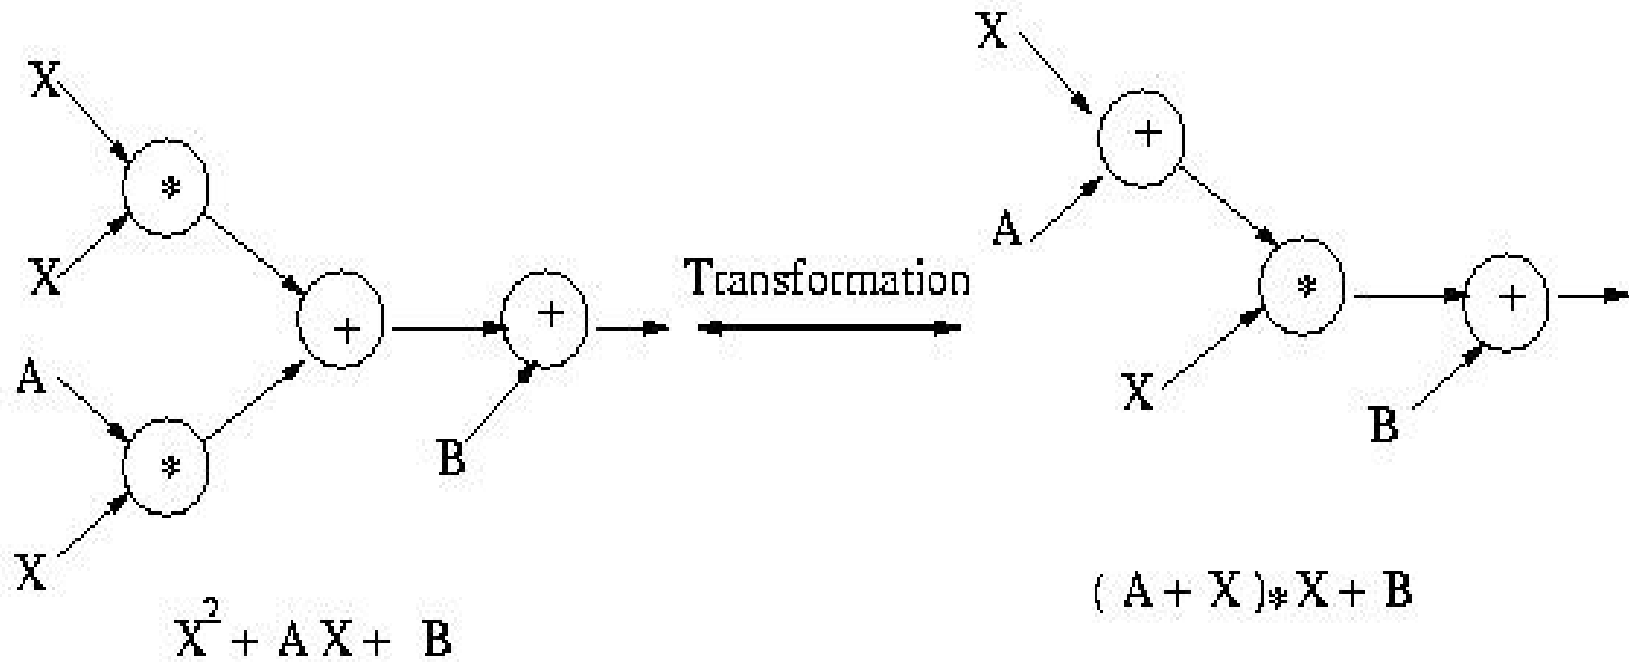 X
X
*
A
X
*
+
+
B
X² + A X + B
Transformation
X
A
+
X
*
B
+
( A + X )* X + B